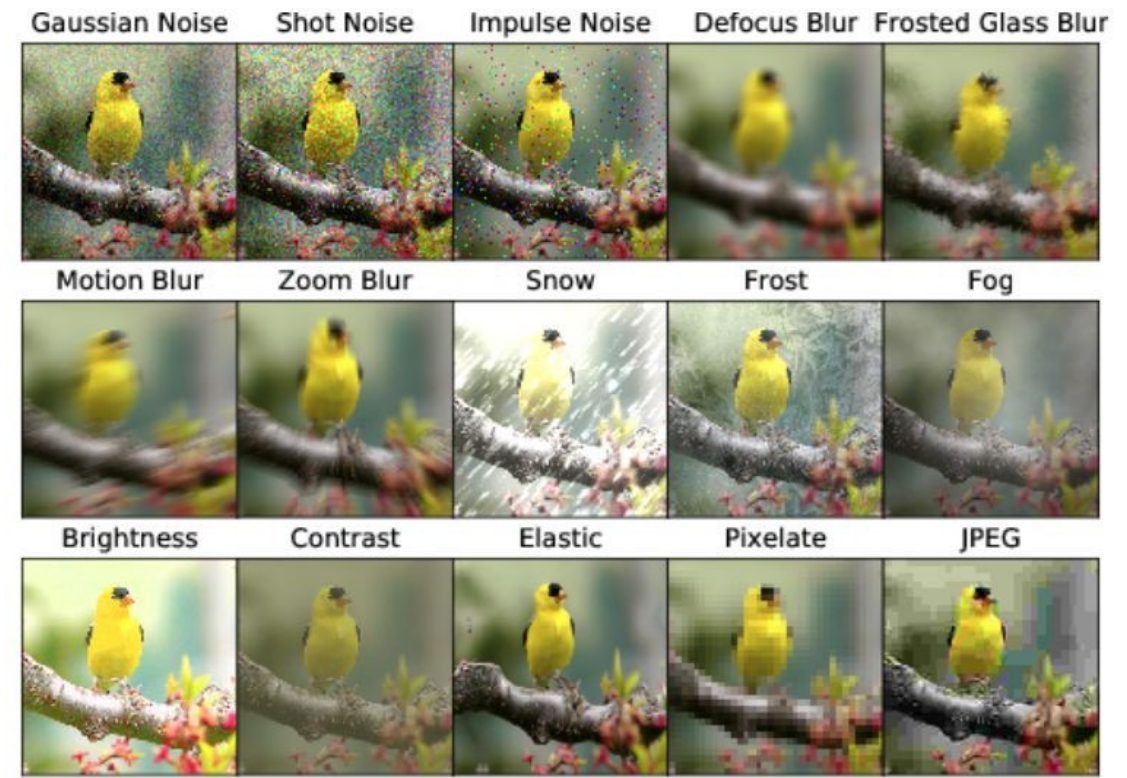 Gaussian Noise Shot Noise Impulse Noise Defocus Blur Frosted Glass Blur
Motion Blur Zoom Blur Snow Frost Fog
Brightness Contrast Elastic Pixelate JPEG